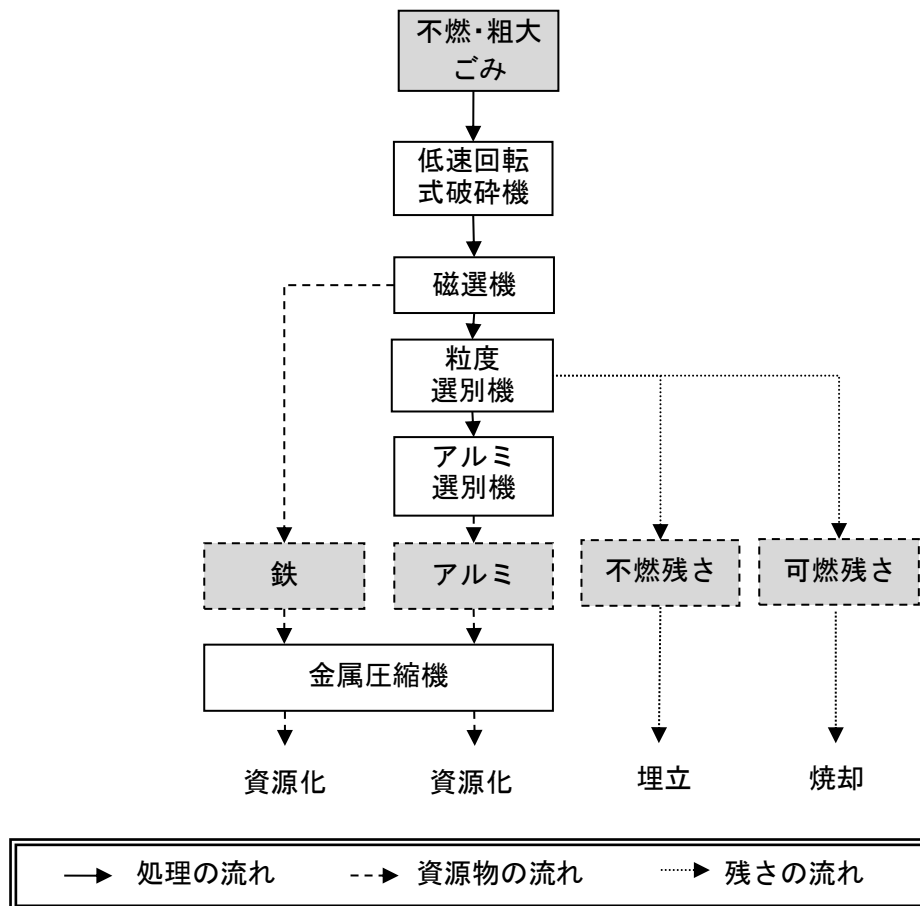 不燃・粗大
ごみ
低速回転
式破砕機
磁選機
粒度
選別機
アルミ
選別機
鉄
アルミ
不燃残さ
可燃残さ
金属圧縮機
資源化
資源化
埋立
焼却
処理の流れ
資源物の流れ
残さの流れ